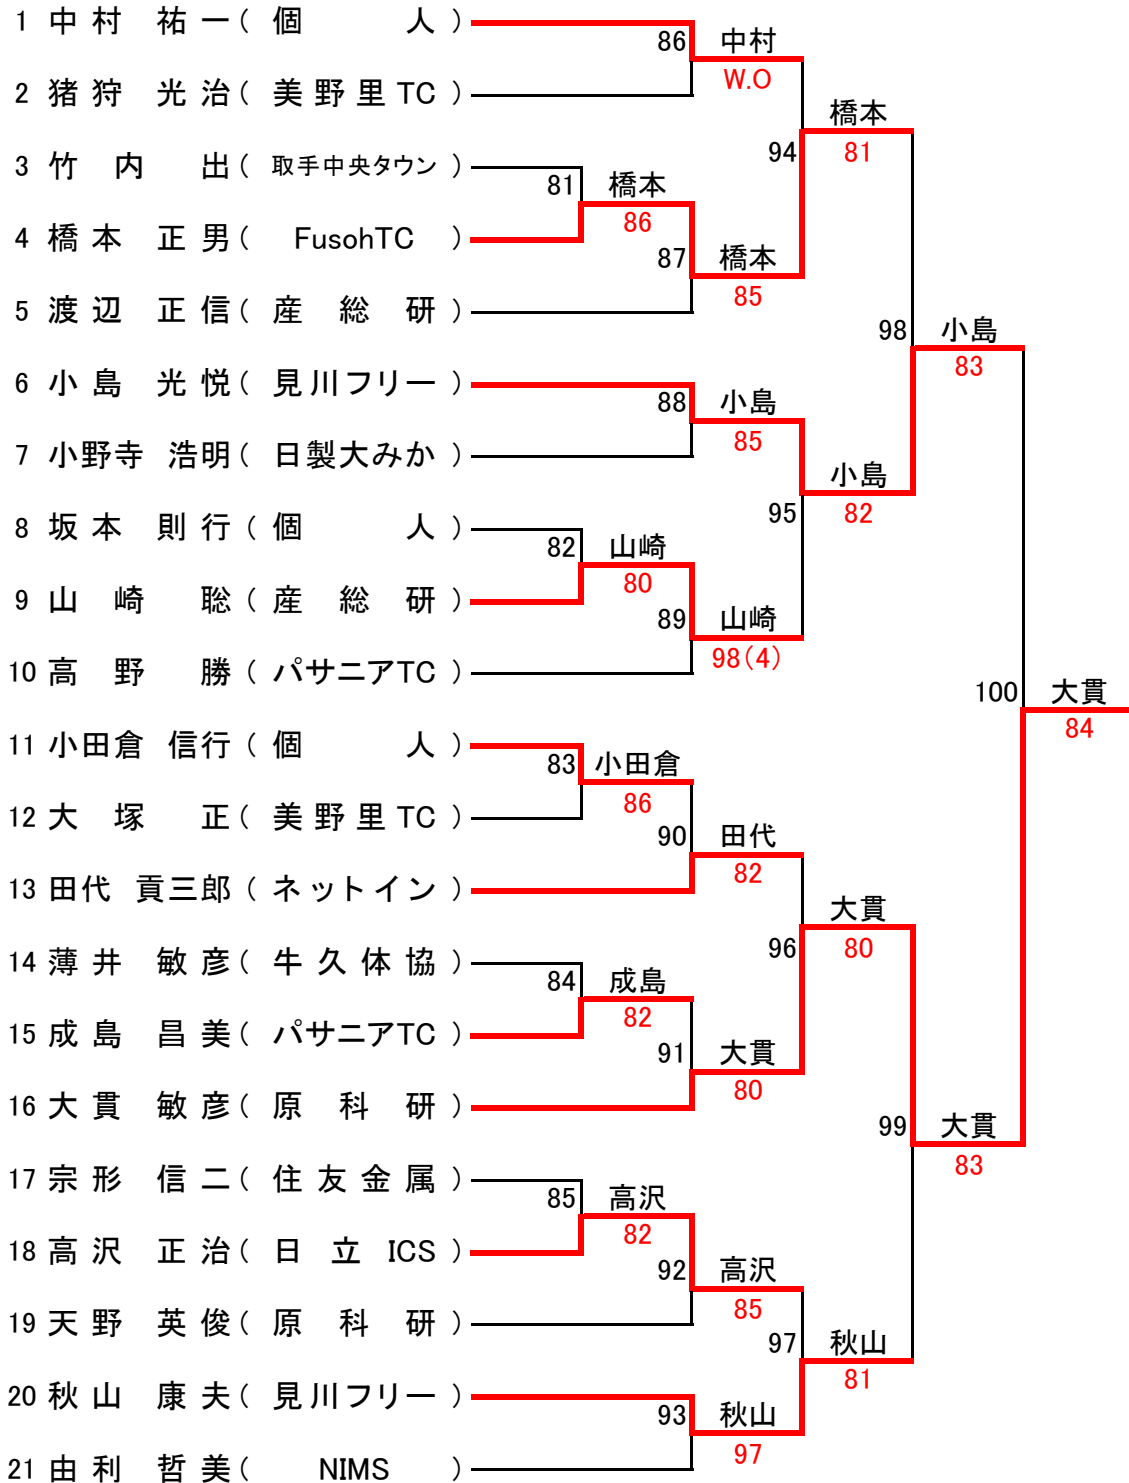 1 中村 祐一 ( 個 人 )
86 中村
W.O
2 猪狩 光治 ( 美野里TC )
橋本
94 81
3 竹内 出 ( 取手中央タウン )
81 橋本
86
4 橋本 正男 ( FusohTC )
87 橋本
85
5 渡辺 正信 ( 産総研 )
98 小島
83
6 小島 光悦 ( 見川フリー )
88 小島
85
7 小野寺 浩明 ( 日製大みか )
小島
95 82
8 坂本 則行 ( 個 人 )
82 山崎
80
9 山崎 聡 ( 産総研 )
89 山崎
98(4)
10 高野 勝 ( パサニアTC )
100 大貫
84
11 小田倉 信行 ( 個 人 )
83 小田倉
86
12 大塚 正 ( 美野里TC )
90 田代
82
13 田代 貢三郎 ( ネットイン )
大貫
96 80
14 薄井 敏彦 ( 牛久体協 )
84 成島
82
15 成島 昌美 ( パサニアTC )
91 大貫
80
16 大貫 敏彦 ( 原科研 )
99 大貫
83
17 宗形 信二 ( 住友金属 )
85 高沢
82
18 高沢 正治 ( 日立ICS )
92 高沢
85
19 天野 英俊 ( 原科研 )
97 秋山
81
20 秋山 康夫 ( 見川フリー )
93 秋山
97
21 由利 哲美 ( NIMS )